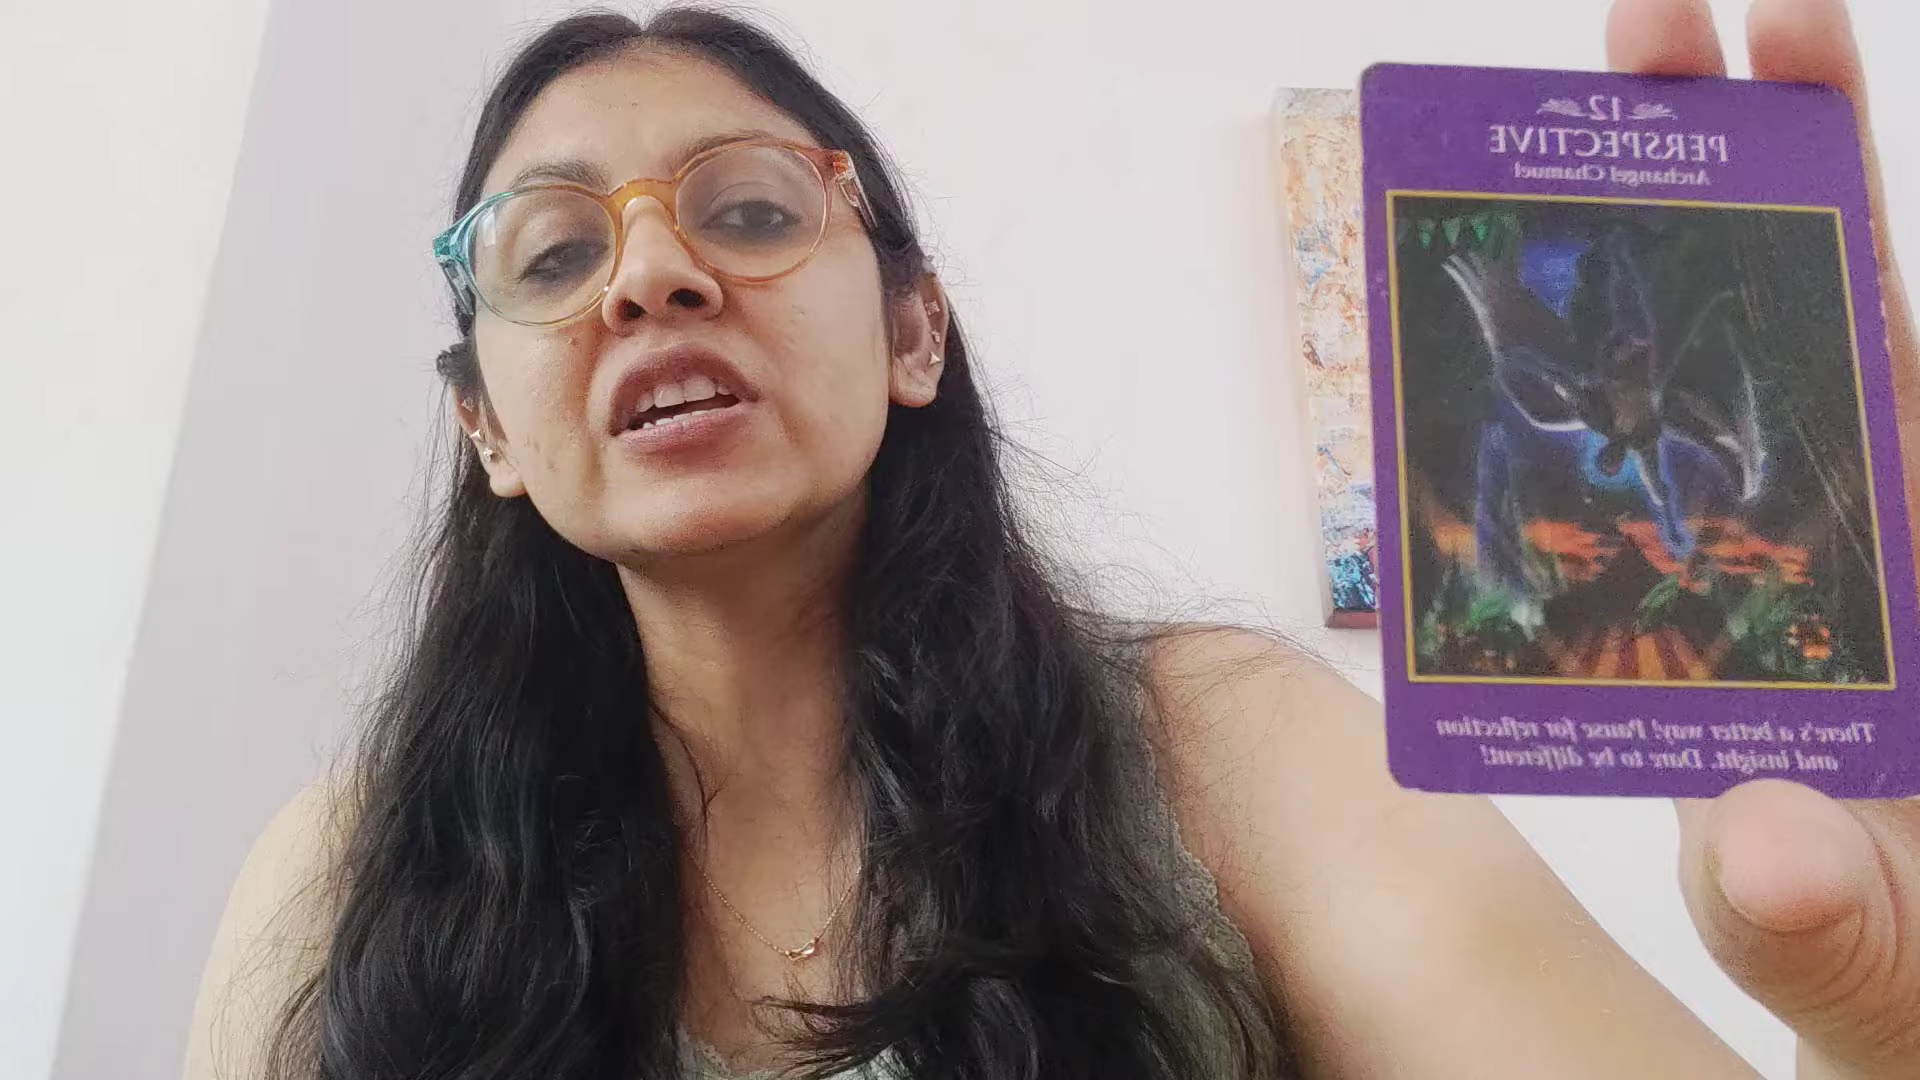 12
PERSPECTIVE
Archangel Chamuel
There's a better way! Pause for reflection
and insight. Dare to be different!